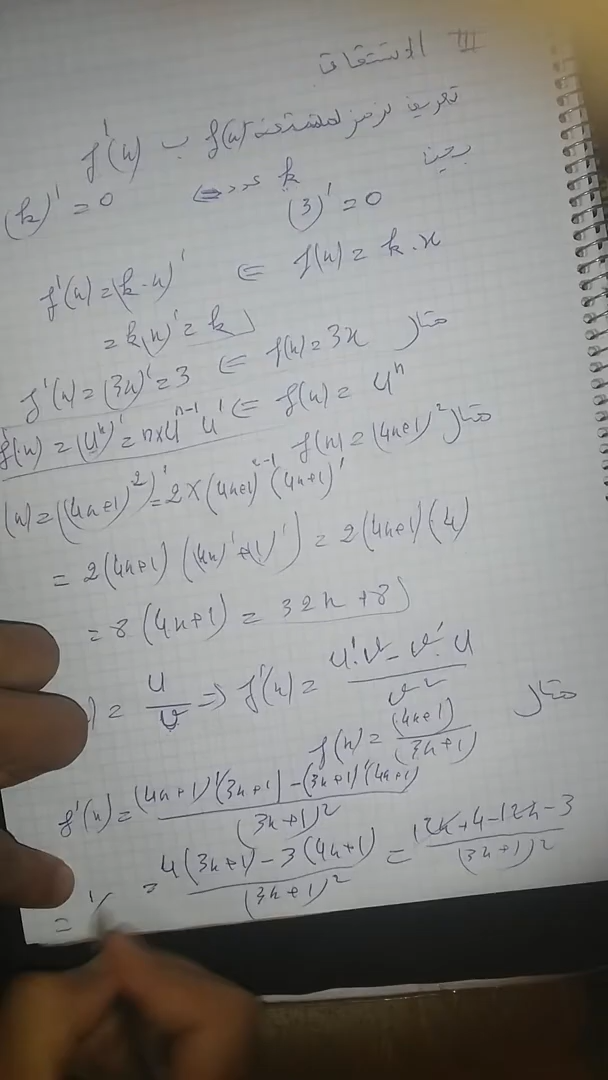 III الاشتقاق
تعريف نرمز لمشتقة f(x) ب f'(x)
بحيث
k عدد ⇐ (k)' = 0
(3)' = 0
f(x) = k.x ⇐ f'(x) = (k.x)'
= k(x)' = k
مثال f(x) = 3x ⇐ f'(x) = (3x)' = 3
f(x) = u^n ⇐ f(x) = (u^n)' = n×u^{n-1} u'
مثال f(x) = (4x+1)^2
(x) = ((4x+1)^2)' = 2×(4x+1)^{2-1} (4x+1)'
= 2(4x+1) ((4x)'+(1)') = 2(4x+1)(4)
= 8(4x+1) = 32x+8
) = u/v ⇒ f'(x) = (u'.v - v'.u)/v^2
مثال f(x) = (4x+1)/(3x+1)
f'(x) = ((4x+1)'(3x+1) - (3x+1)'(4x+1))/(3x+1)^2
= (4(3x+1) - 3(4x+1))/(3x+1)^2 = (12x+4-12x-3)/(3x+1)^2
=